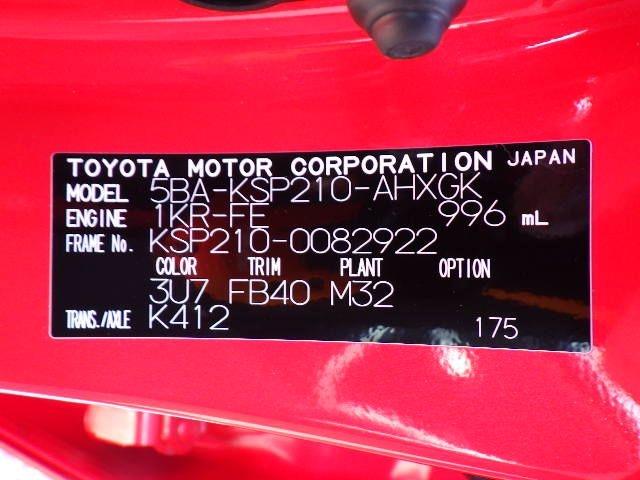 TOYOTA MOTOR CORPORATION JAPAN
MODEL 5BA-KSP210-AHXGK
ENGINE 1KR-FE 996 mL
FRAME No. KSP210-0082922
COLOR TRIM PLANT OPTION
3U7 FB40 M32
TRANS./AXLE K412 175